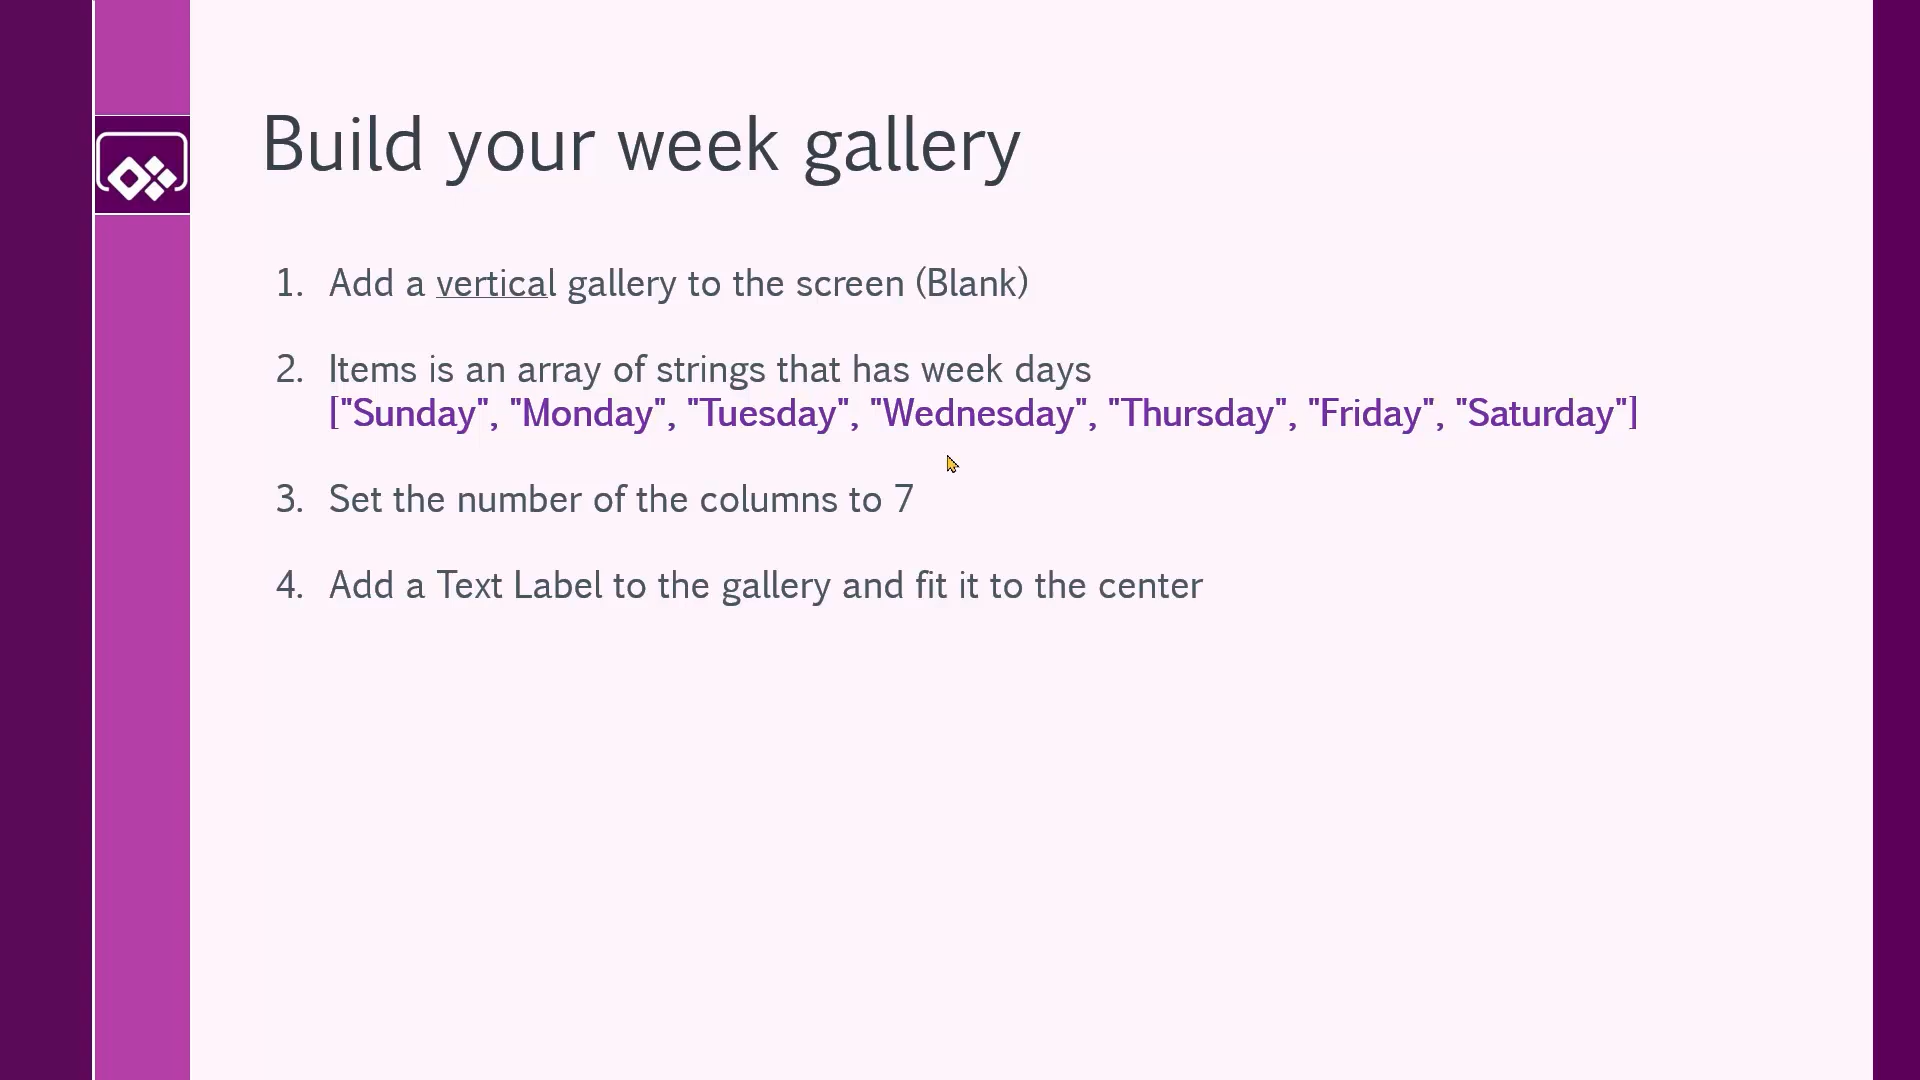 Build your week gallery
1. Add a vertical gallery to the screen (Blank)
2. Items is an array of strings that has week days
["Sunday", "Monday", "Tuesday", "Wednesday", "Thursday", "Friday", "Saturday"]
3. Set the number of the columns to 7
4. Add a Text Label to the gallery and fit it to the center